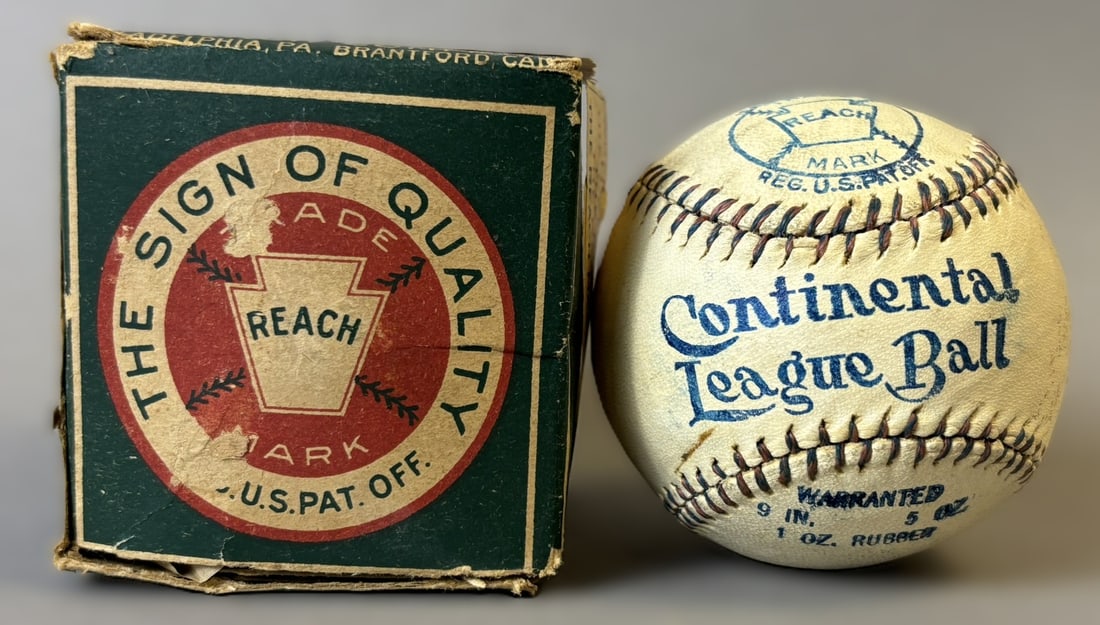 ADELPHIA, PA. BRANTFORD, CAN
THE SIGN OF QUALITY
TRADE
REACH
MARK
U.S. PAT. OFF.
REACH
MARK
REG. U.S. PAT OFF.
Continental
League Ball
WARRANTED
9 IN. 5 OZ.
1 OZ. RUBBER